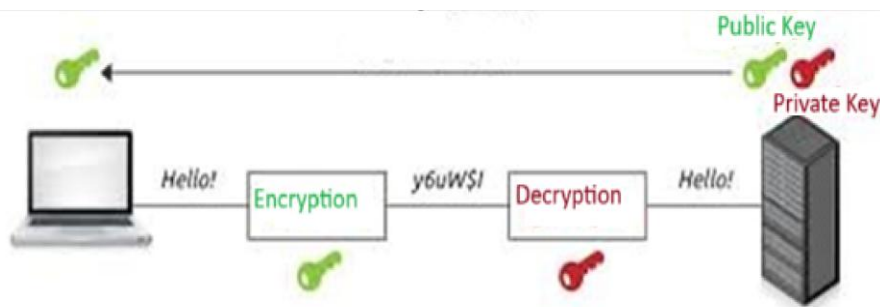 Public Key
Private Key
Hello!
Encryption
y6uW$I
Decryption
Hello!